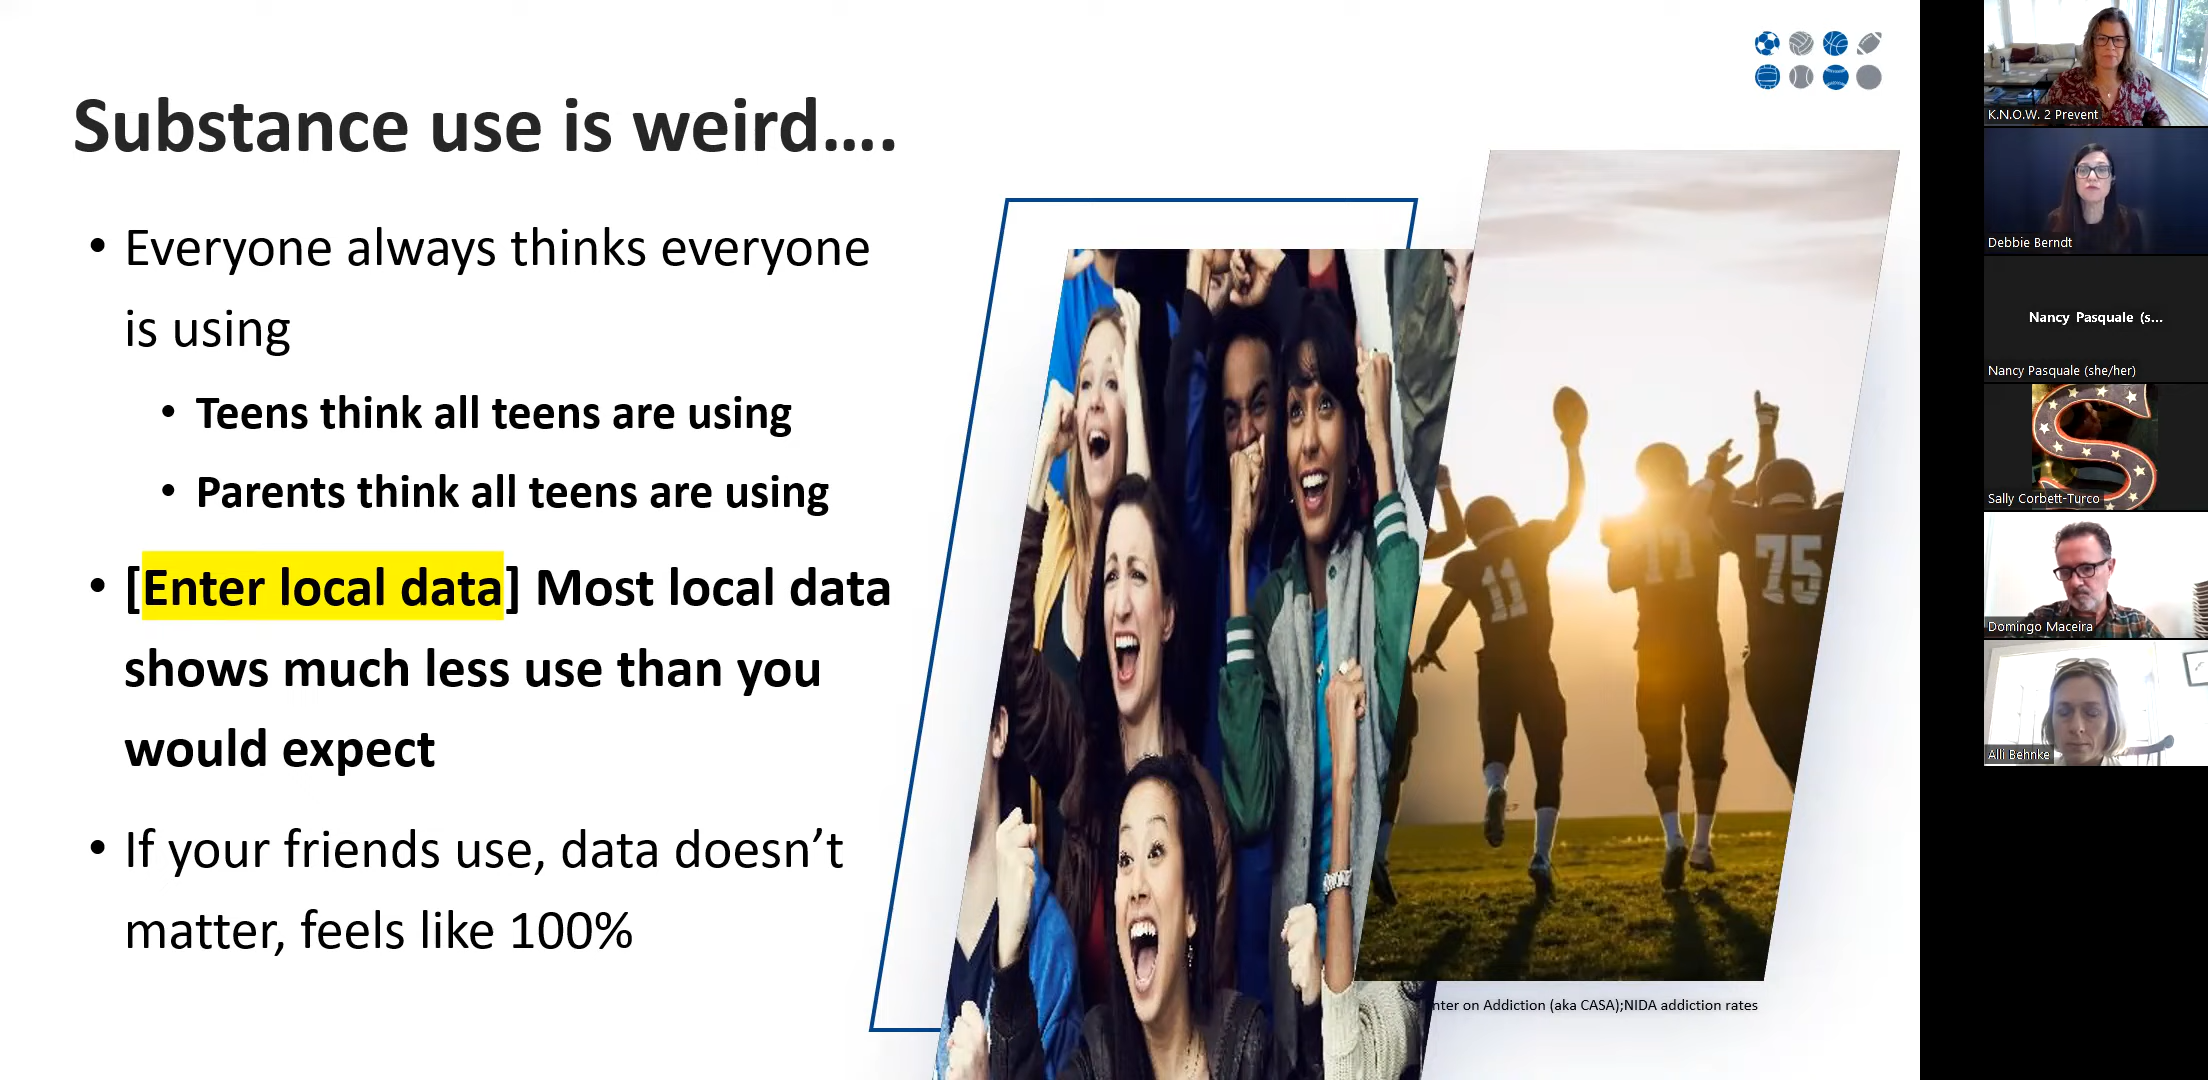 Substance use is weird....
• Everyone always thinks everyone
is using
• Teens think all teens are using
• Parents think all teens are using
• [Enter local data] Most local data
shows much less use than you
would expect
• If your friends use, data doesn’t
matter, feels like 100%
11
77
75
on Addiction (aka CASA);NIDA addiction rates
K.N.O.W. 2 Prevent
Debbie Berndt
Nancy Pasquale (s...
Nancy Pasquale (she/her)
S
Sally Corbett-Turco
Domingo Maceira
Alli Behnke